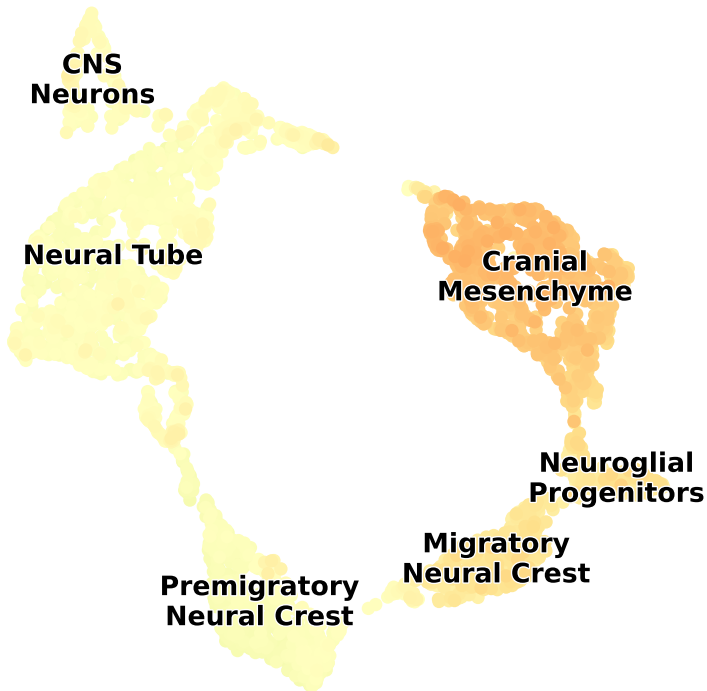 CNS
Neurons
Neural Tube
Cranial
Mesenchyme
Neuroglial
Progenitors
Migratory
Neural Crest
Premigratory
Neural Crest